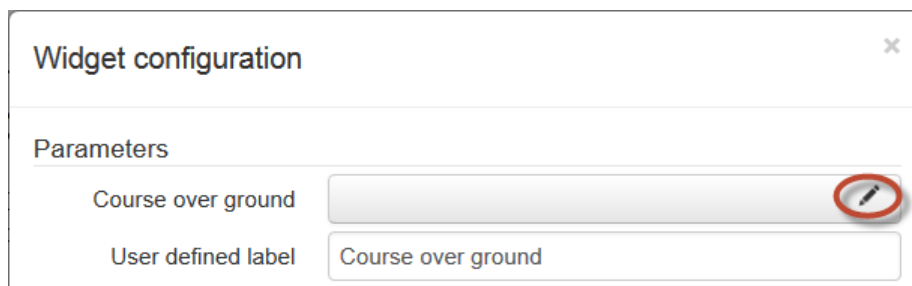 Widget configuration
×
Parameters
Course over ground
User defined label Course over ground